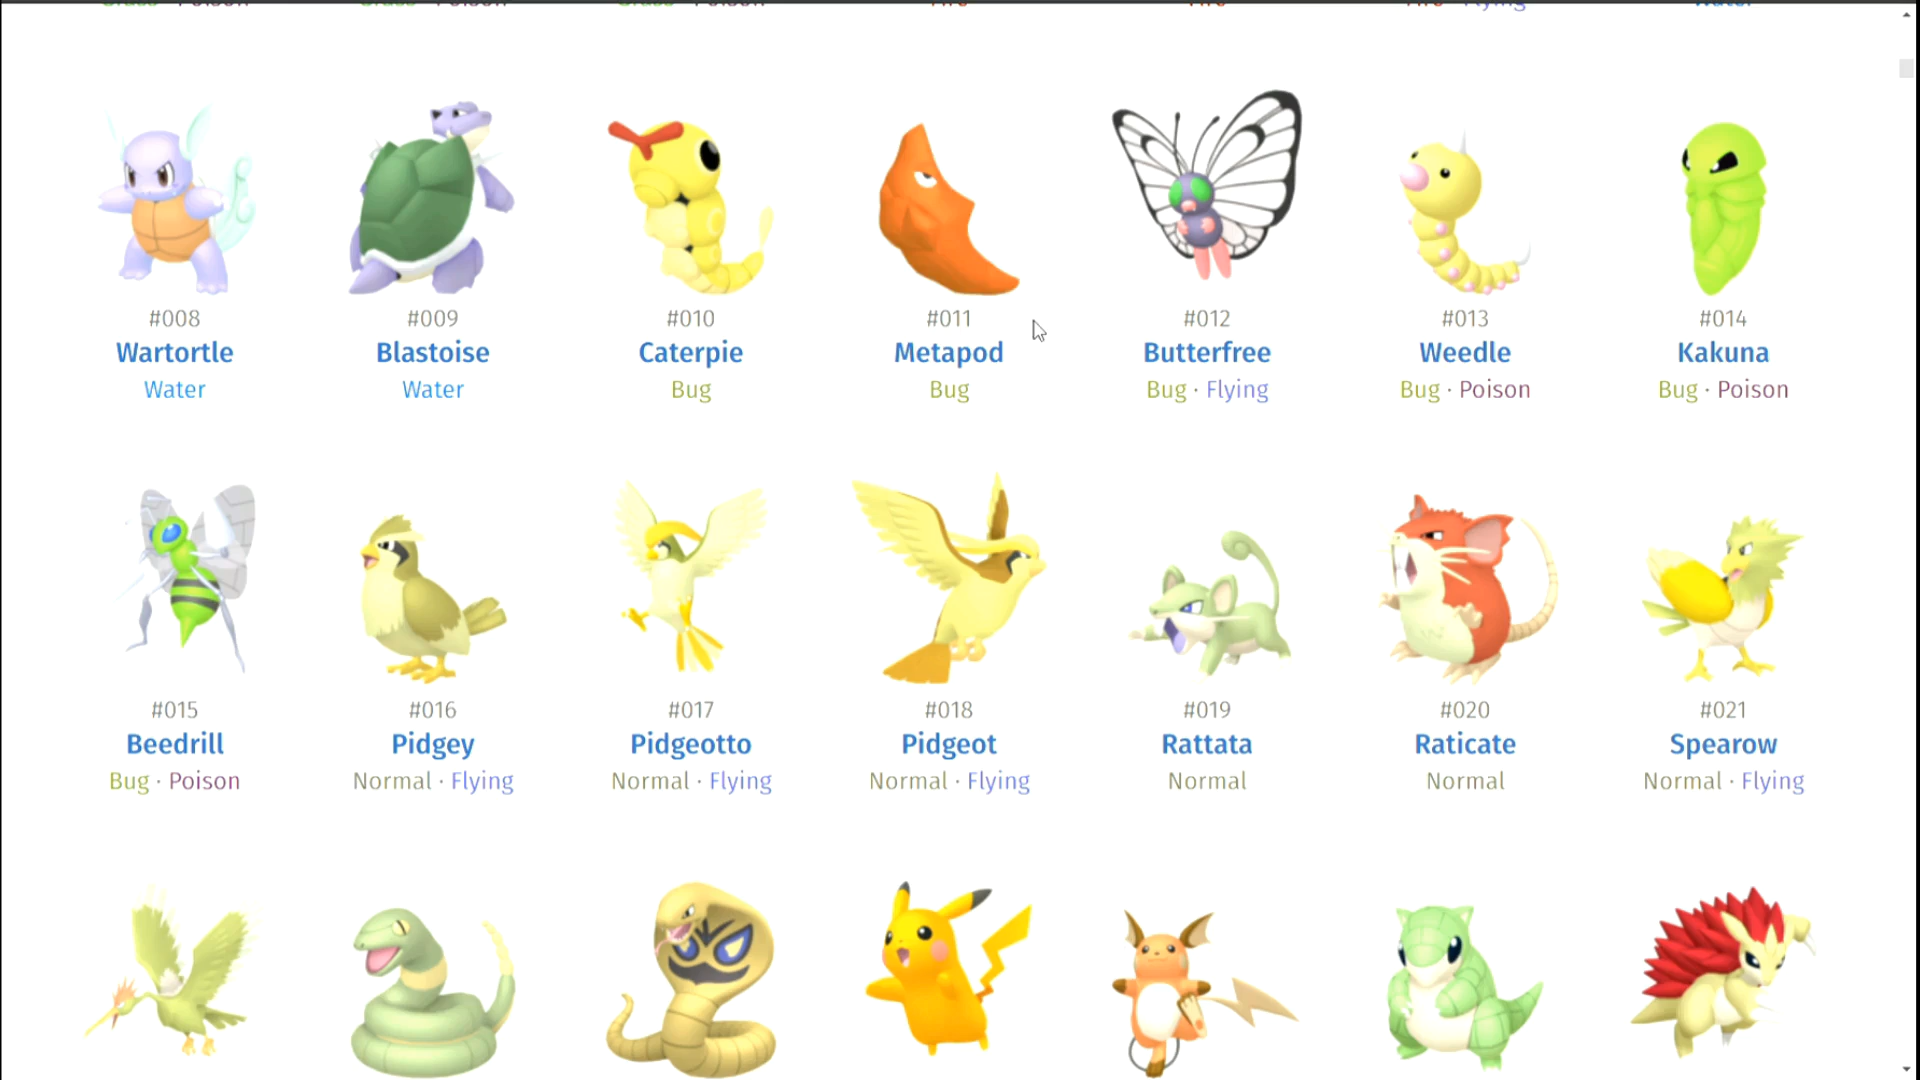 #008 #009 #010 #011 #012 #013 #014
Wartortle Blastoise Caterpie Metapod Butterfree Weedle Kakuna
Water Water Bug Bug Bug · Flying Bug · Poison Bug · Poison
#015 #016 #017 #018 #019 #020 #021
Beedrill Pidgey Pidgeotto Pidgeot Rattata Raticate Spearow
Bug · Poison Normal · Flying Normal · Flying Normal · Flying Normal Normal Normal · Flying